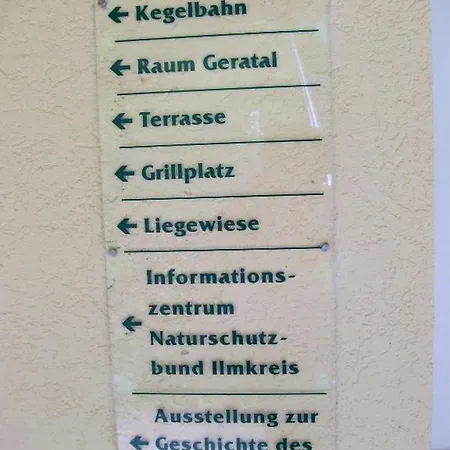 ← Kegelbahn
← Raum Geratal
← Terrasse
← Grillplatz
← Liegewiese
Informations-
zentrum
← Naturschutz-
bund Ilmkreis
Ausstellung zur
← Geschichte des